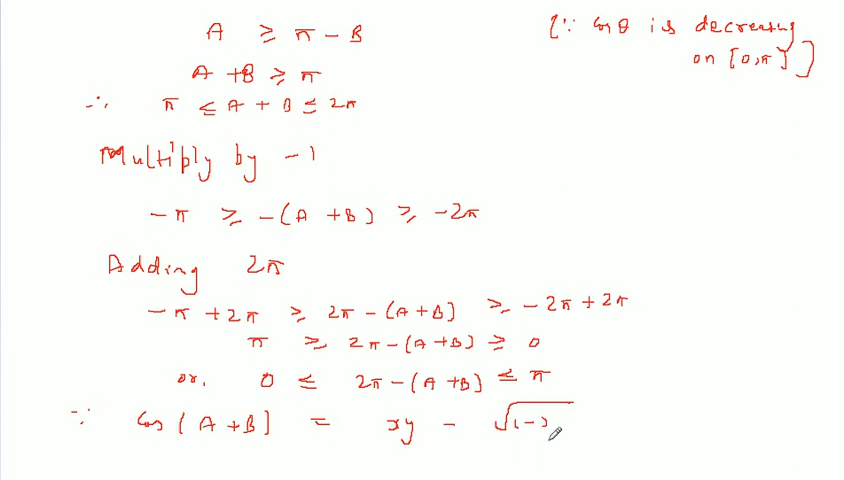 A ≥ π - B
[∵ cos θ is decreasing
on [0, π]]
A + B ≥ π
∴ π ≤ A + B ≤ 2π
Multiply by -1
-π ≥ -(A + B) ≥ -2π
Adding 2π
-π + 2π ≥ 2π - (A + B) ≥ -2π + 2π
π ≥ 2π - (A + B) ≥ 0
or, 0 ≤ 2π - (A + B) ≤ π
∵ cos (A + B) = xy - √1-